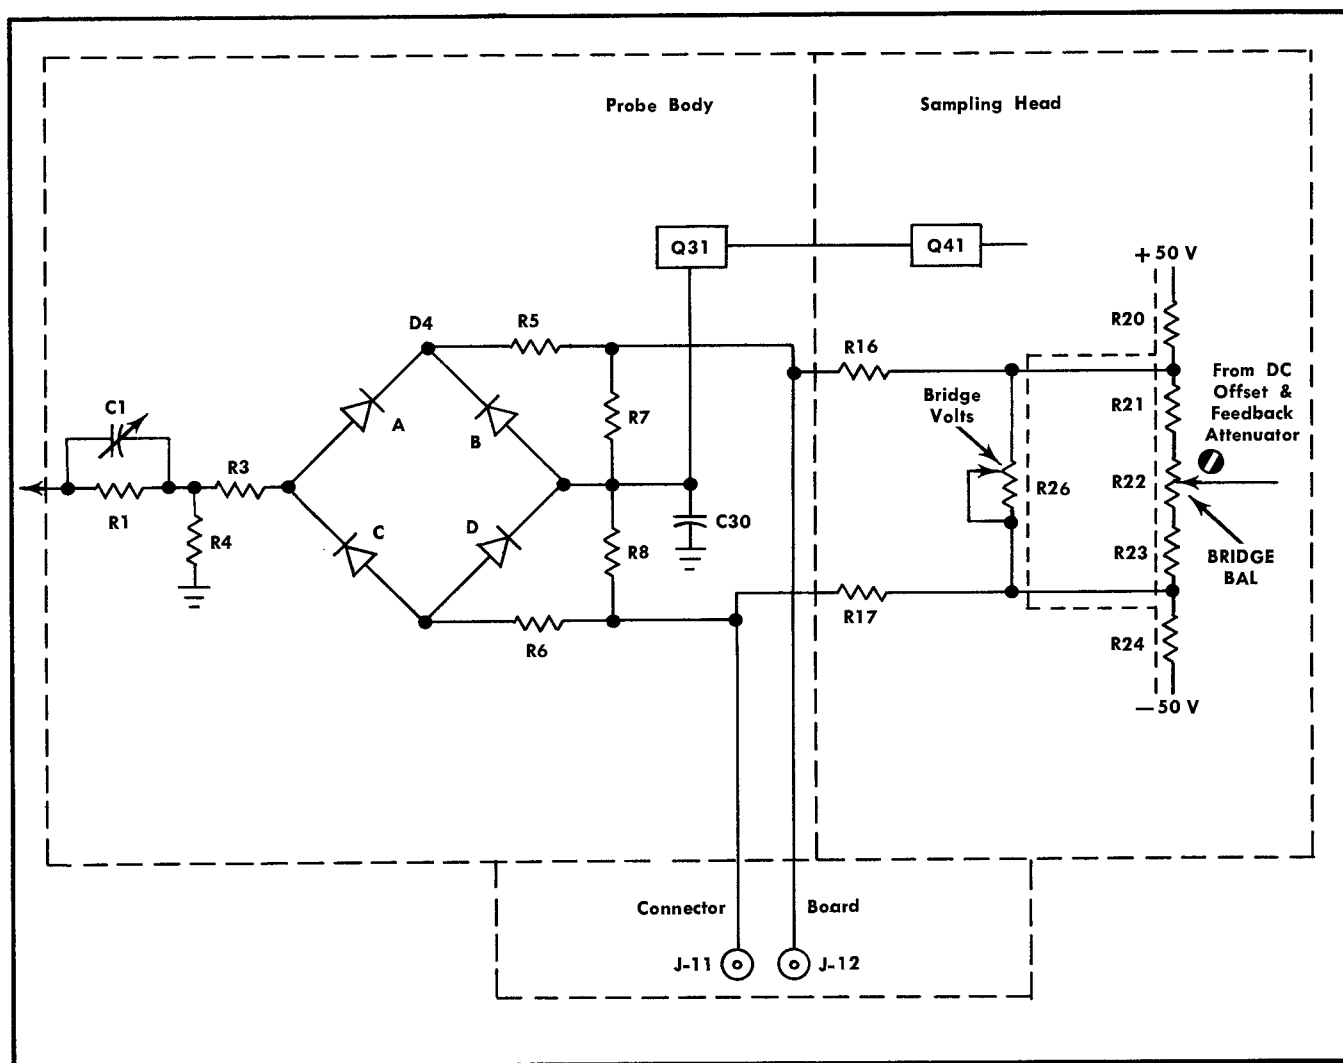 Probe Body
Sampling Head
Q31
Q41
+ 50 V
D4
R5
R20
R16
From DC
Offset &
Feedback
Attenuator
Bridge
Volts
R21
C1
A
B
R7
R3
R22
R26
R1
R4
C
D
C30
R8
R23
BRIDGE
BAL
R6
R17
R24
— 50 V
Connector
Board
J-11
J-12